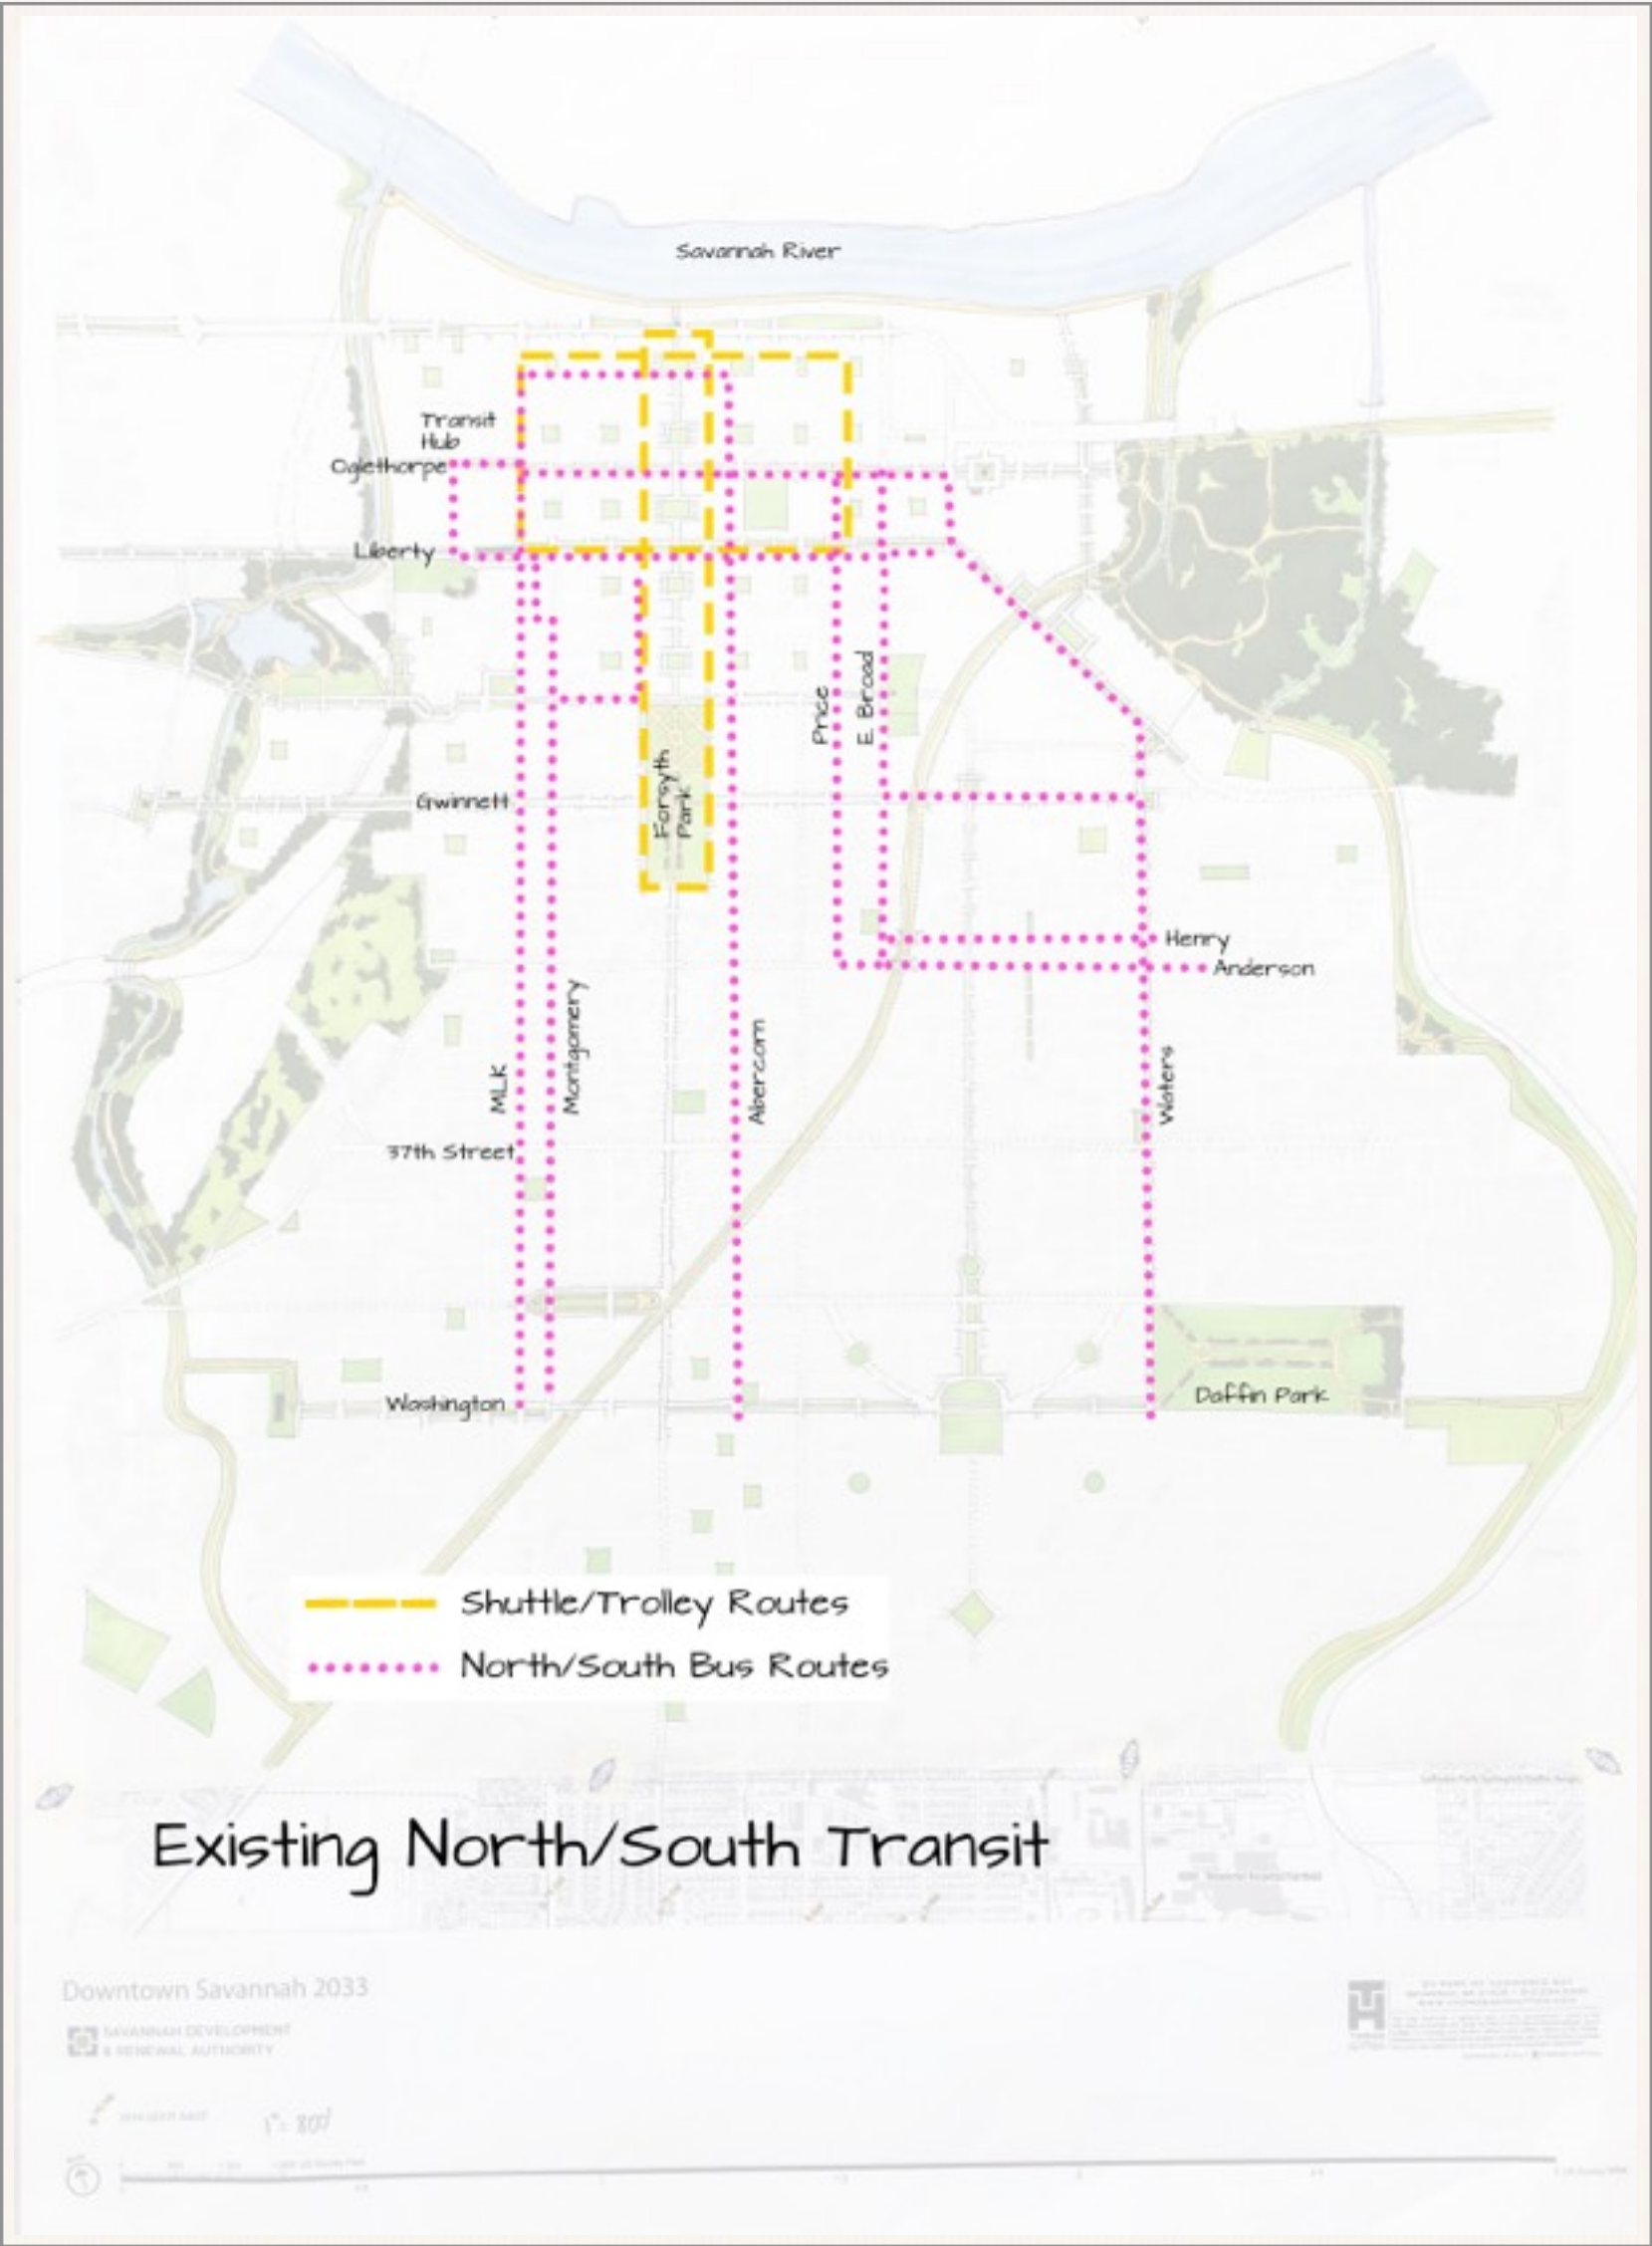 Savannah River
Transit
Hub
Oglethorpe
Liberty
Price
E. Broad
Forsyth
Park
Gwinnett
Henry
Anderson
MLK
Montgomery
Abercorn
Waters
37th Street
Washington
Daffin Park
Shuttle/Trolley Routes
North/South Bus Routes
Existing North/South Transit
Downtown Savannah 2033
SAVANNAH DEVELOPMENT
& RENEWAL AUTHORITY